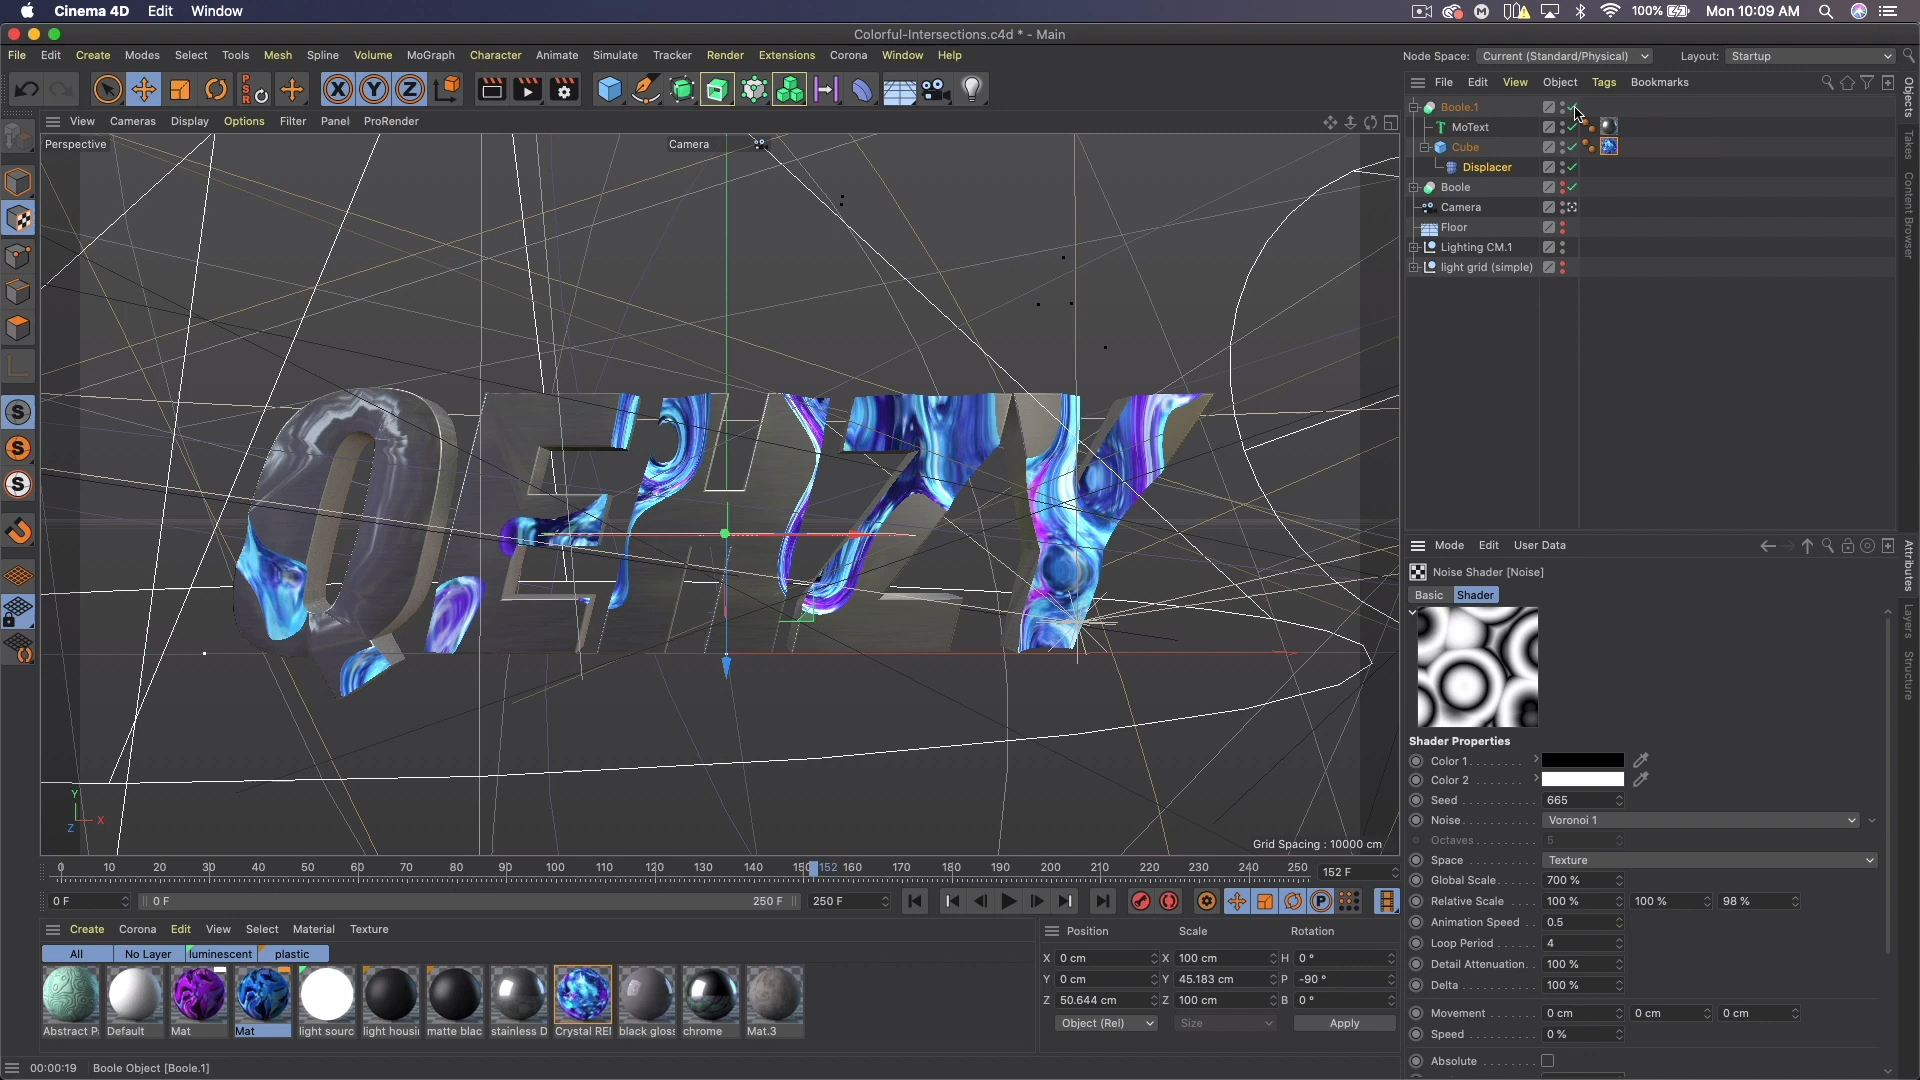 Cinema 4D Edit Window 100% Mon 10:09 AM
Colorful-Intersections.c4d * - Main
File Edit Create Modes Select Tools Mesh Spline Volume MoGraph Character Animate Simulate Tracker Render Extensions Corona Window Help
Node Space: Current (Standard/Physical) Layout: Startup
PSR X Y Z
File Edit View Object Tags Bookmarks
View Cameras Display Options Filter Panel ProRender
Perspective
Camera
Boole.1
MoText
Cube
Displacer
Boole
Camera
Floor
Lighting CM.1
light grid (simple)
Objects
Takes
Content Browser
Attributes
Layers
Structure
S
S
S
Mode Edit User Data
Noise Shader [Noise]
Basic Shader
Shader Properties
Color 1
Color 2
Seed 665
Noise Voronoi 1
Octaves 5
Space Texture
Global Scale 700 %
Relative Scale 100 % 100 % 98 %
Animation Speed 0.5
Loop Period 4
Detail Attenuation 100 %
Delta 100 %
Movement 0 cm 0 cm 0 cm
Speed 0 %
Absolute
Y
X
Z
Grid Spacing : 10000 cm
0 10 20 30 40 50 60 70 80 90 100 110 120 130 140 152 160 170 180 190 200 210 220 230 240 250 152 F
0 F 0 F 250 F 250 F P
Create Corona Edit View Select Material Texture
All No Layer luminescent plastic
Abstract P Default Mat Mat light sourc light housi matte blac stainless D Crystal REI black glos chrome Mat.3
Position Scale Rotation
X 0 cm X 100 cm H 0 °
Y 0 cm Y 45.183 cm P -90 °
Z 50.644 cm Z 100 cm B 0 °
Object (Rel) Size Apply
00:00:19 Boole Object [Boole.1]